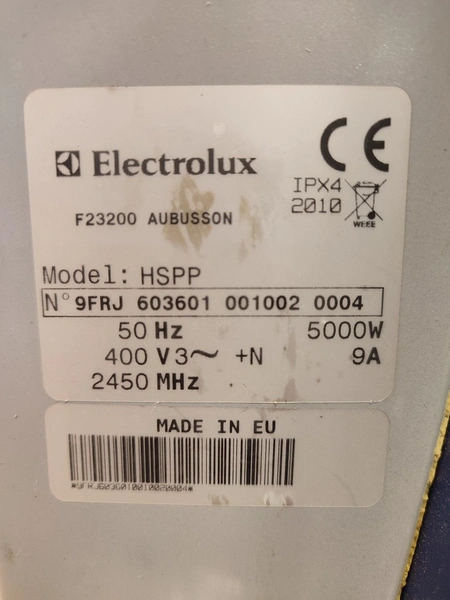 Electrolux
CE
IPX4
2010
WEEE
F23200 AUBUSSON
Model: HSPP
N° 9FRJ 603601 001002 0004
50 Hz 5000W
400 V3~ +N 9A
2450 MHz
MADE IN EU
*9FRJ6036010010020004*